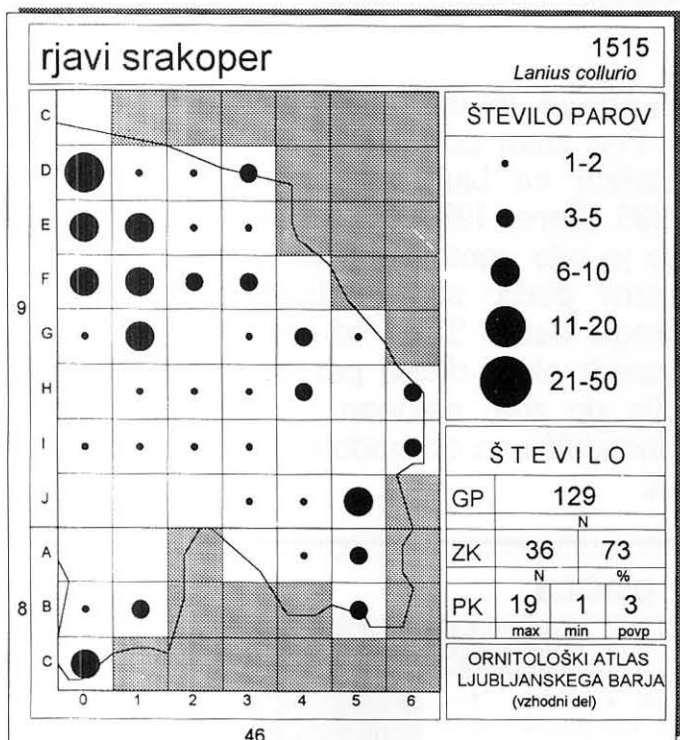 rjavi srakoper
1515
Lanius collurio
C
D
E
F
9
G
H
I
J
A
8
B
C
0 1 2 3 4 5 6
46
ŠTEVILO PAROV
1-2
3-5
6-10
11-20
21-50
ŠTEVILO
GP 129
N
ZK 36 73
N %
PK 19 1 3
max min povp
ORNITOLOŠKI ATLAS
LJUBLJANSKEGA BARJA
(vzhodni del)